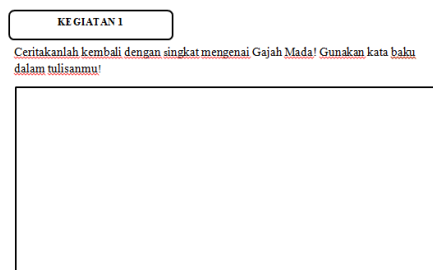 KEGIATAN 1
Ceritakanlah kembali dengan singkat mengenai Gajah Mada! Gunakan kata baku
dalam tulisanmu!